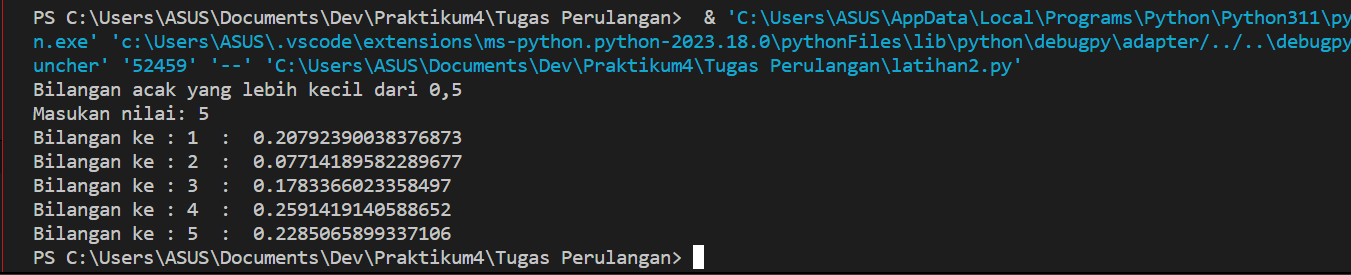 PS C:\Users\ASUS\Documents\Dev\Praktikum4\Tugas Perulangan>  & 'C:\Users\ASUS\AppData\Local\Programs\Python\Python311\py
n.exe' 'c:\Users\ASUS\.vscode\extensions\ms-python.python-2023.18.0\pythonFiles\lib\python\debugpy\adapter/../..\debugpy
uncher' '52459' '--' 'C:\Users\ASUS\Documents\Dev\Praktikum4\Tugas Perulangan\latihan2.py'
Bilangan acak yang lebih kecil dari 0,5
Masukan nilai: 5
Bilangan ke : 1  :  0.20792390038376873
Bilangan ke : 2  :  0.07714189582289677
Bilangan ke : 3  :  0.1783366023358497
Bilangan ke : 4  :  0.2591419140588652
Bilangan ke : 5  :  0.2285065899337106
PS C:\Users\ASUS\Documents\Dev\Praktikum4\Tugas Perulangan>